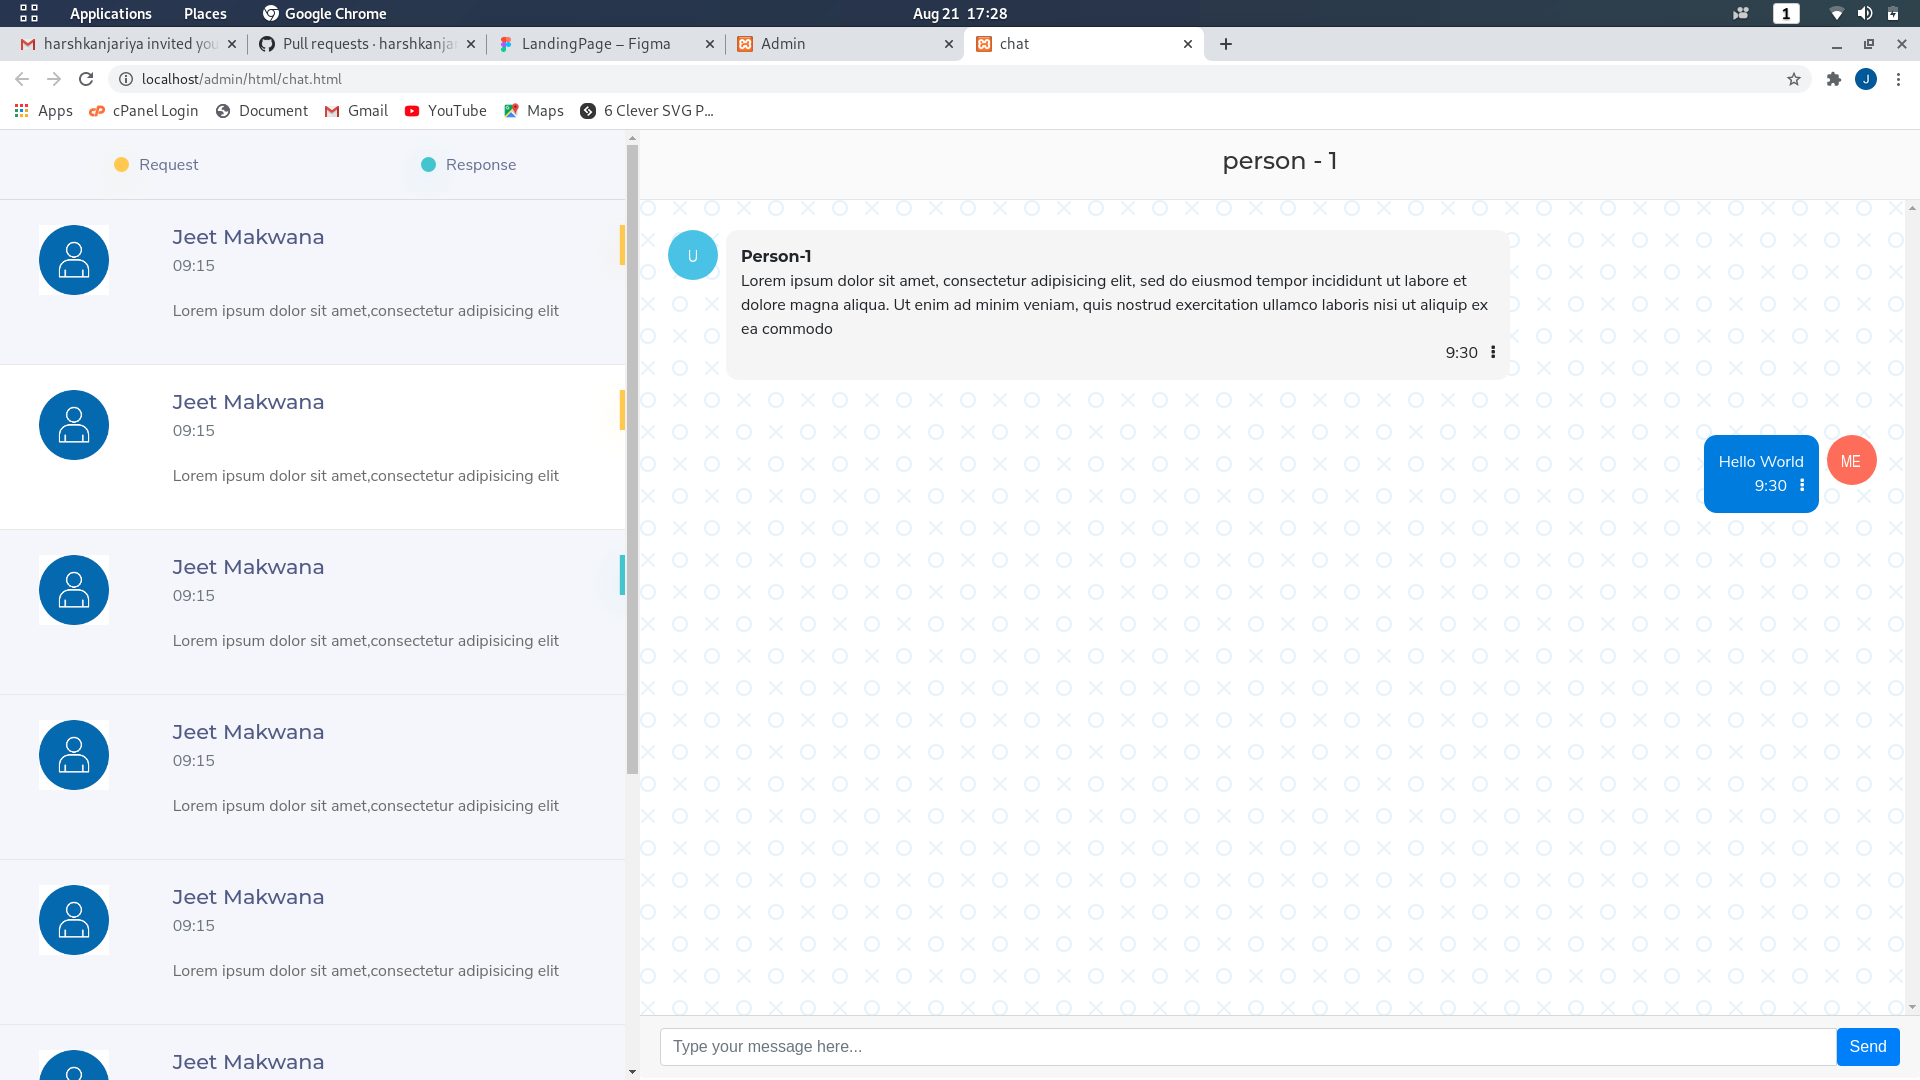 Applications Places Google Chrome Aug 21 17:28 1
harshkanjariya invited you Pull requests · harshkanjar LandingPage – Figma Admin chat
localhost/admin/html/chat.html J
Apps cPanel Login Document Gmail YouTube Maps 6 Clever SVG P...
Request Response
person - 1
Jeet Makwana
09:15
Lorem ipsum dolor sit amet,consectetur adipisicing elit
Jeet Makwana
09:15
Lorem ipsum dolor sit amet,consectetur adipisicing elit
Jeet Makwana
09:15
Lorem ipsum dolor sit amet,consectetur adipisicing elit
Jeet Makwana
09:15
Lorem ipsum dolor sit amet,consectetur adipisicing elit
Jeet Makwana
09:15
Lorem ipsum dolor sit amet,consectetur adipisicing elit
Jeet Makwana
U
Person-1
Lorem ipsum dolor sit amet, consectetur adipisicing elit, sed do eiusmod tempor incididunt ut labore et
dolore magna aliqua. Ut enim ad minim veniam, quis nostrud exercitation ullamco laboris nisi ut aliquip ex
ea commodo
9:30
Hello World
9:30
ME
Type your message here...
Send